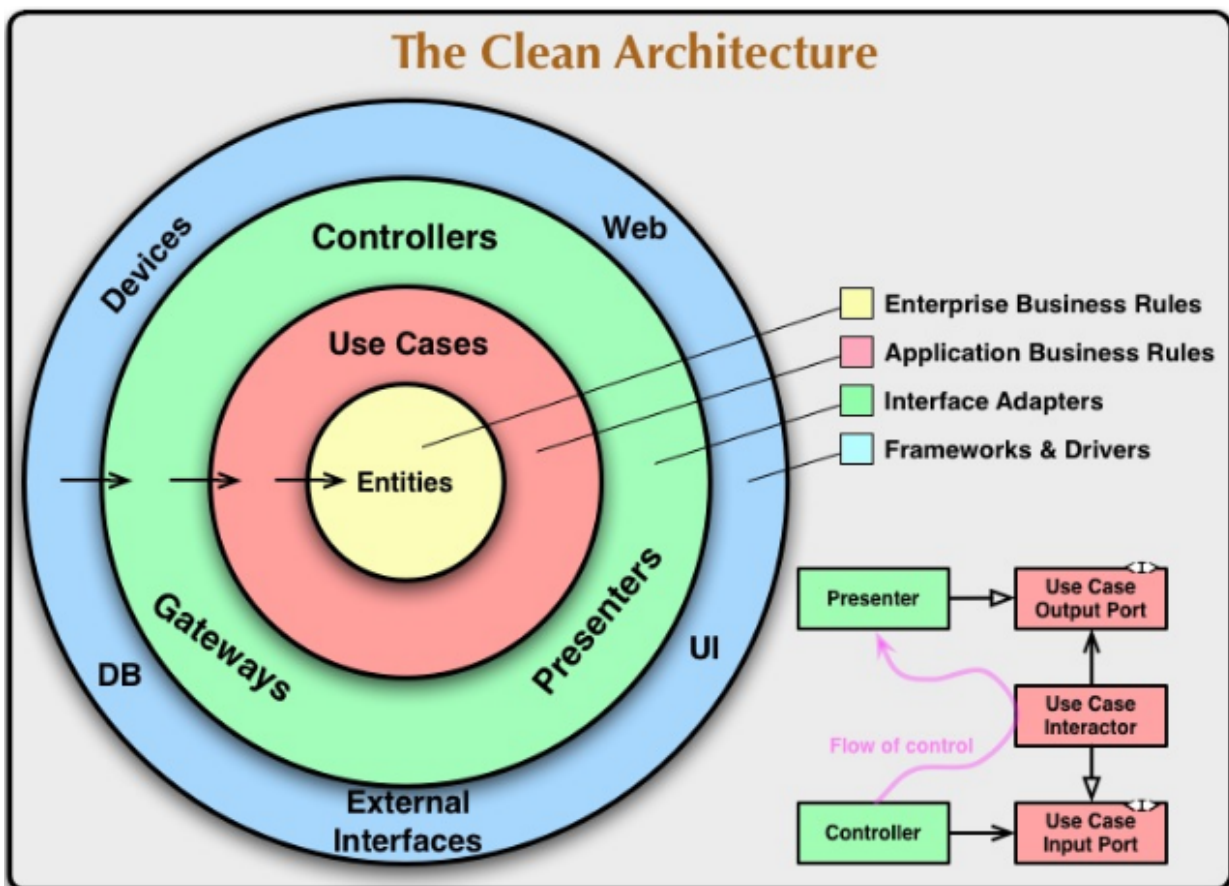 The Clean Architecture
Devices
Web
Controllers
Use Cases
Entities
Gateways
Presenters
DB
UI
External
Interfaces
Enterprise Business Rules
Application Business Rules
Interface Adapters
Frameworks & Drivers
Presenter
Use Case
Output Port
<I>
Use Case
Interactor
Flow of control
Controller
Use Case
Input Port
<I>